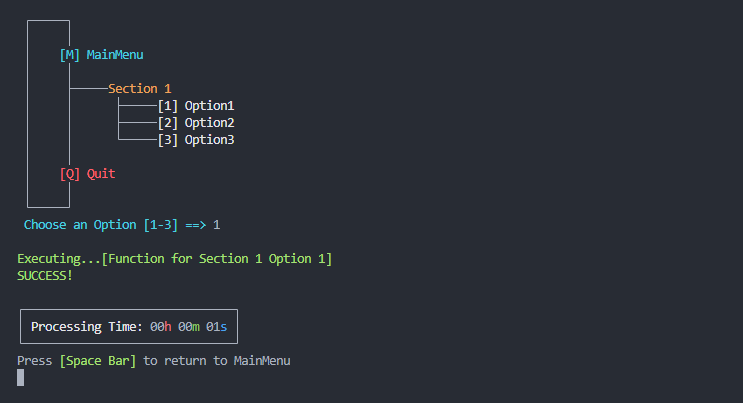 [M] MainMenu
Section 1
[1] Option1
[2] Option2
[3] Option3
[Q] Quit
Choose an Option [1-3] ==> 1
Executing...[Function for Section 1 Option 1]
SUCCESS!
Processing Time: 00h 00m 01s
Press [Space Bar] to return to MainMenu